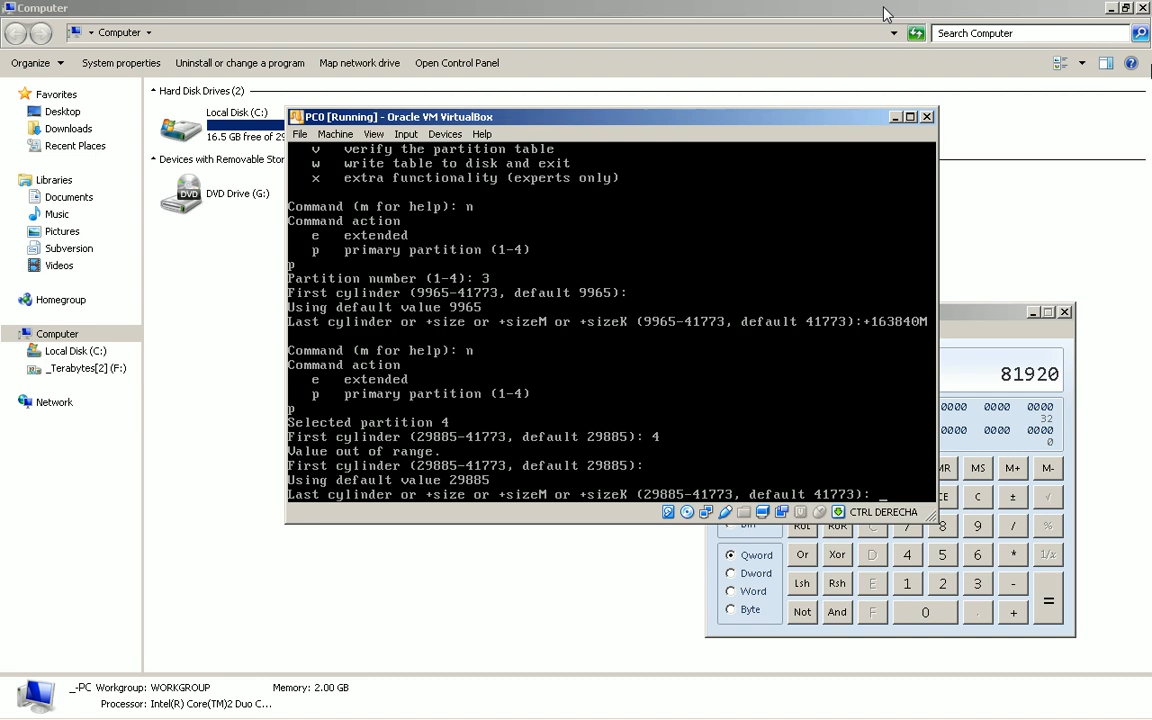 Computer
Computer
Search Computer
Organize
System properties
Uninstall or change a program
Map network drive
Open Control Panel
Favorites
Desktop
Downloads
Recent Places
Libraries
Documents
Music
Pictures
Subversion
Videos
Homegroup
Computer
Local Disk (C:)
_Terabytes[2] (F:)
Network
Hard Disk Drives (2)
Local Disk (C:)
16.5 GB free of 29
Devices with Removable Stor
DVD
DVD Drive (G:)
PC0 [Running] - Oracle VM VirtualBox
File Machine View Input Devices Help
v verify the partition table
w write table to disk and exit
x extra functionality (experts only)
Command (m for help): n
Command action
e extended
p primary partition (1-4)
p
Partition number (1-4): 3
First cylinder (9965-41773, default 9965):
Using default value 9965
Last cylinder or +size or +sizeM or +sizeK (9965-41773, default 41773):+163840M
Command (m for help): n
Command action
e extended
p primary partition (1-4)
p
Selected partition 4
First cylinder (29885-41773, default 29885): 4
Value out of range.
First cylinder (29885-41773, default 29885):
Using default value 29885
Last cylinder or +size or +sizeM or +sizeK (29885-41773, default 41773): _
CTRL DERECHA
81920
0000 0000 0000
32
0000 0000 0000
0
MR MS M+ M-
CE C ± √
RoL RoR C 7 8 9 / %
Qword Or Xor D 4 5 6 * 1/x
Dword
Lsh Rsh E 1 2 3 - =
Word
Byte Not And F 0 . +
_-PC Workgroup: WORKGROUP Memory: 2.00 GB
Processor: Intel(R) Core(TM)2 Duo C...